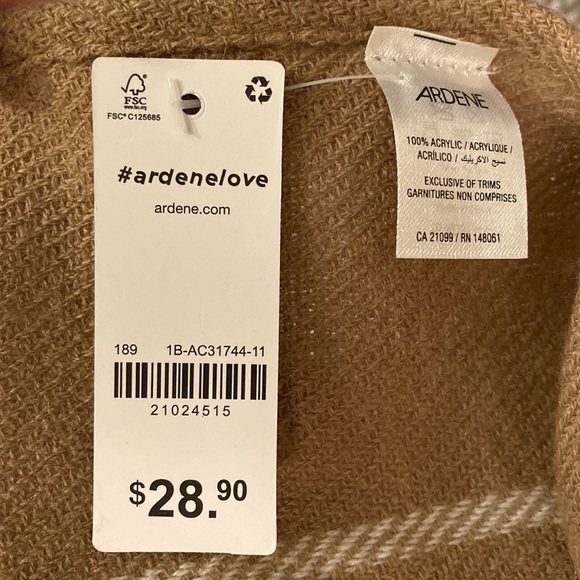 FSC
www.fsc.org
FSC® C125685
#ardenelove
ardene.com
189 1B-AC31744-11
21024515
$28.90
ARDENE
100% ACRYLIC / ACRYLIQUE /
ACRÍLICO / نسيج الاكريليك
EXCLUSIVE OF TRIMS
GARNITURES NON COMPRISES
CA 21099 / RN 148061